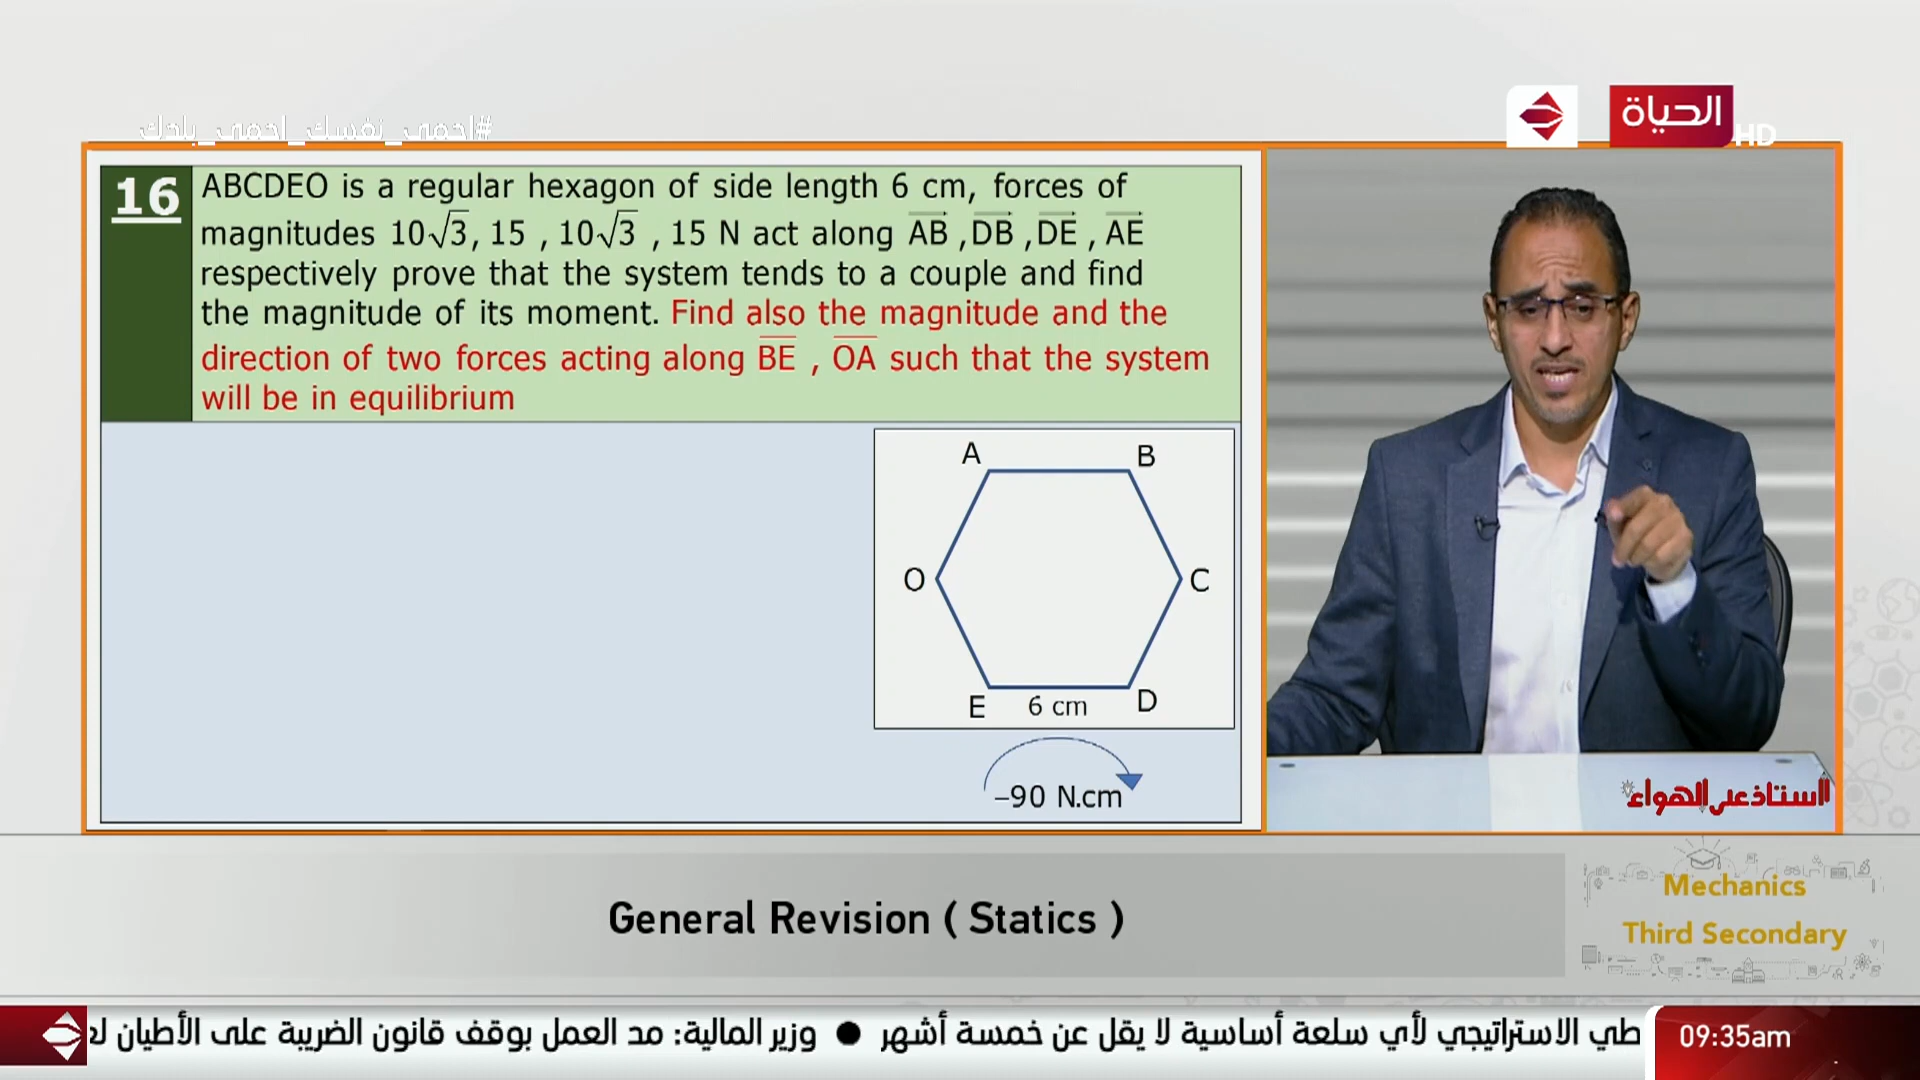 #احمي_نفسك_احمي_بلدك
الحياة
HD
16
ABCDEO is a regular hexagon of side length 6 cm, forces of
magnitudes 10√3, 15 , 10√3 , 15 N act along AB ,DB ,DE , AE
respectively prove that the system tends to a couple and find
the magnitude of its moment. Find also the magnitude and the
direction of two forces acting along BE , OA such that the system
will be in equilibrium
A
B
O
C
E
6 cm
D
–90 N.cm
أستاذ على الهواء
General Revision ( Statics )
Mechanics
Third Secondary
طي الاستراتيجي لأي سلعة أساسية لا يقل عن خمسة أشهر ● وزير المالية: مد العمل بوقف قانون الضريبة على الأطيان لع
09:35am